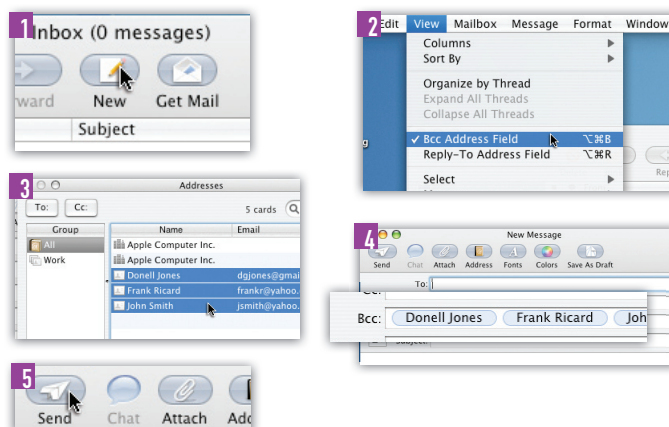 1
Inbox (0 messages)
New
Get Mail
Subject
2
Edit View Mailbox Message Format Window
Columns
Sort By
Organize by Thread
Expand All Threads
Collapse All Threads
✓ Bcc Address Field ⌥⌘B
Reply-To Address Field ⌥⌘R
Select
3
Addresses
To: Cc: 5 cards
Group Name Email
All Apple Computer Inc.
Work Apple Computer Inc.
Donell Jones dgjones@gmai
Frank Ricard frankr@yahoo.
John Smith jsmith@yahoo.
4
New Message
Send Chat Attach Address Fonts Colors Save As Draft
To:
Bcc: Donell Jones Frank Ricard Joh
Subject:
5
Send Chat Attach Add